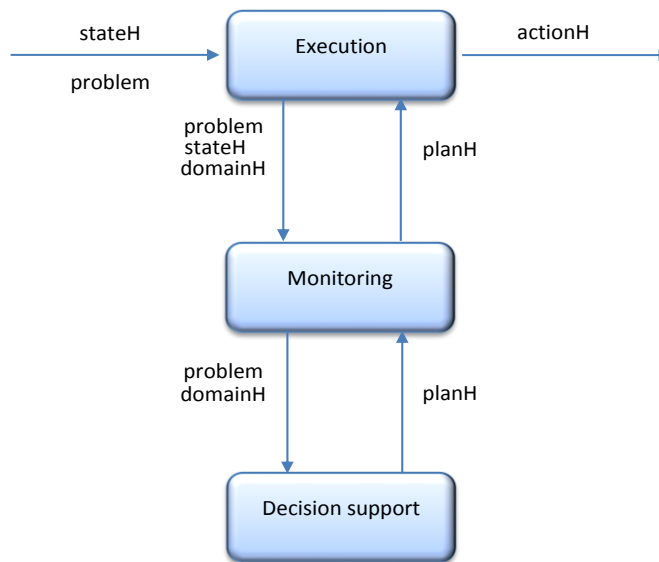 stateH
problem
Execution
actionH
problem
stateH
domainH
planH
Monitoring
problem
domainH
planH
Decision support